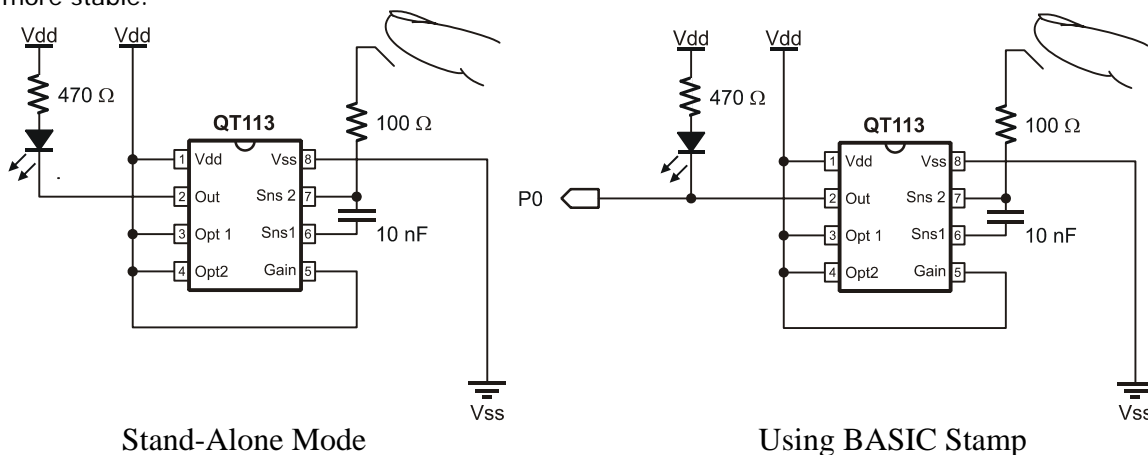 more stable.
Vdd Vdd
470 Ω
QT113
100 Ω
1 Vdd Vss 8
2 Out Sns 2 7
3 Opt 1 Sns1 6
10 nF
4 Opt2 Gain 5
Vss
Stand-Alone Mode
Vdd Vdd
470 Ω
QT113
100 Ω
1 Vdd Vss 8
P0
2 Out Sns 2 7
3 Opt 1 Sns1 6
10 nF
4 Opt2 Gain 5
Vss
Using BASIC Stamp